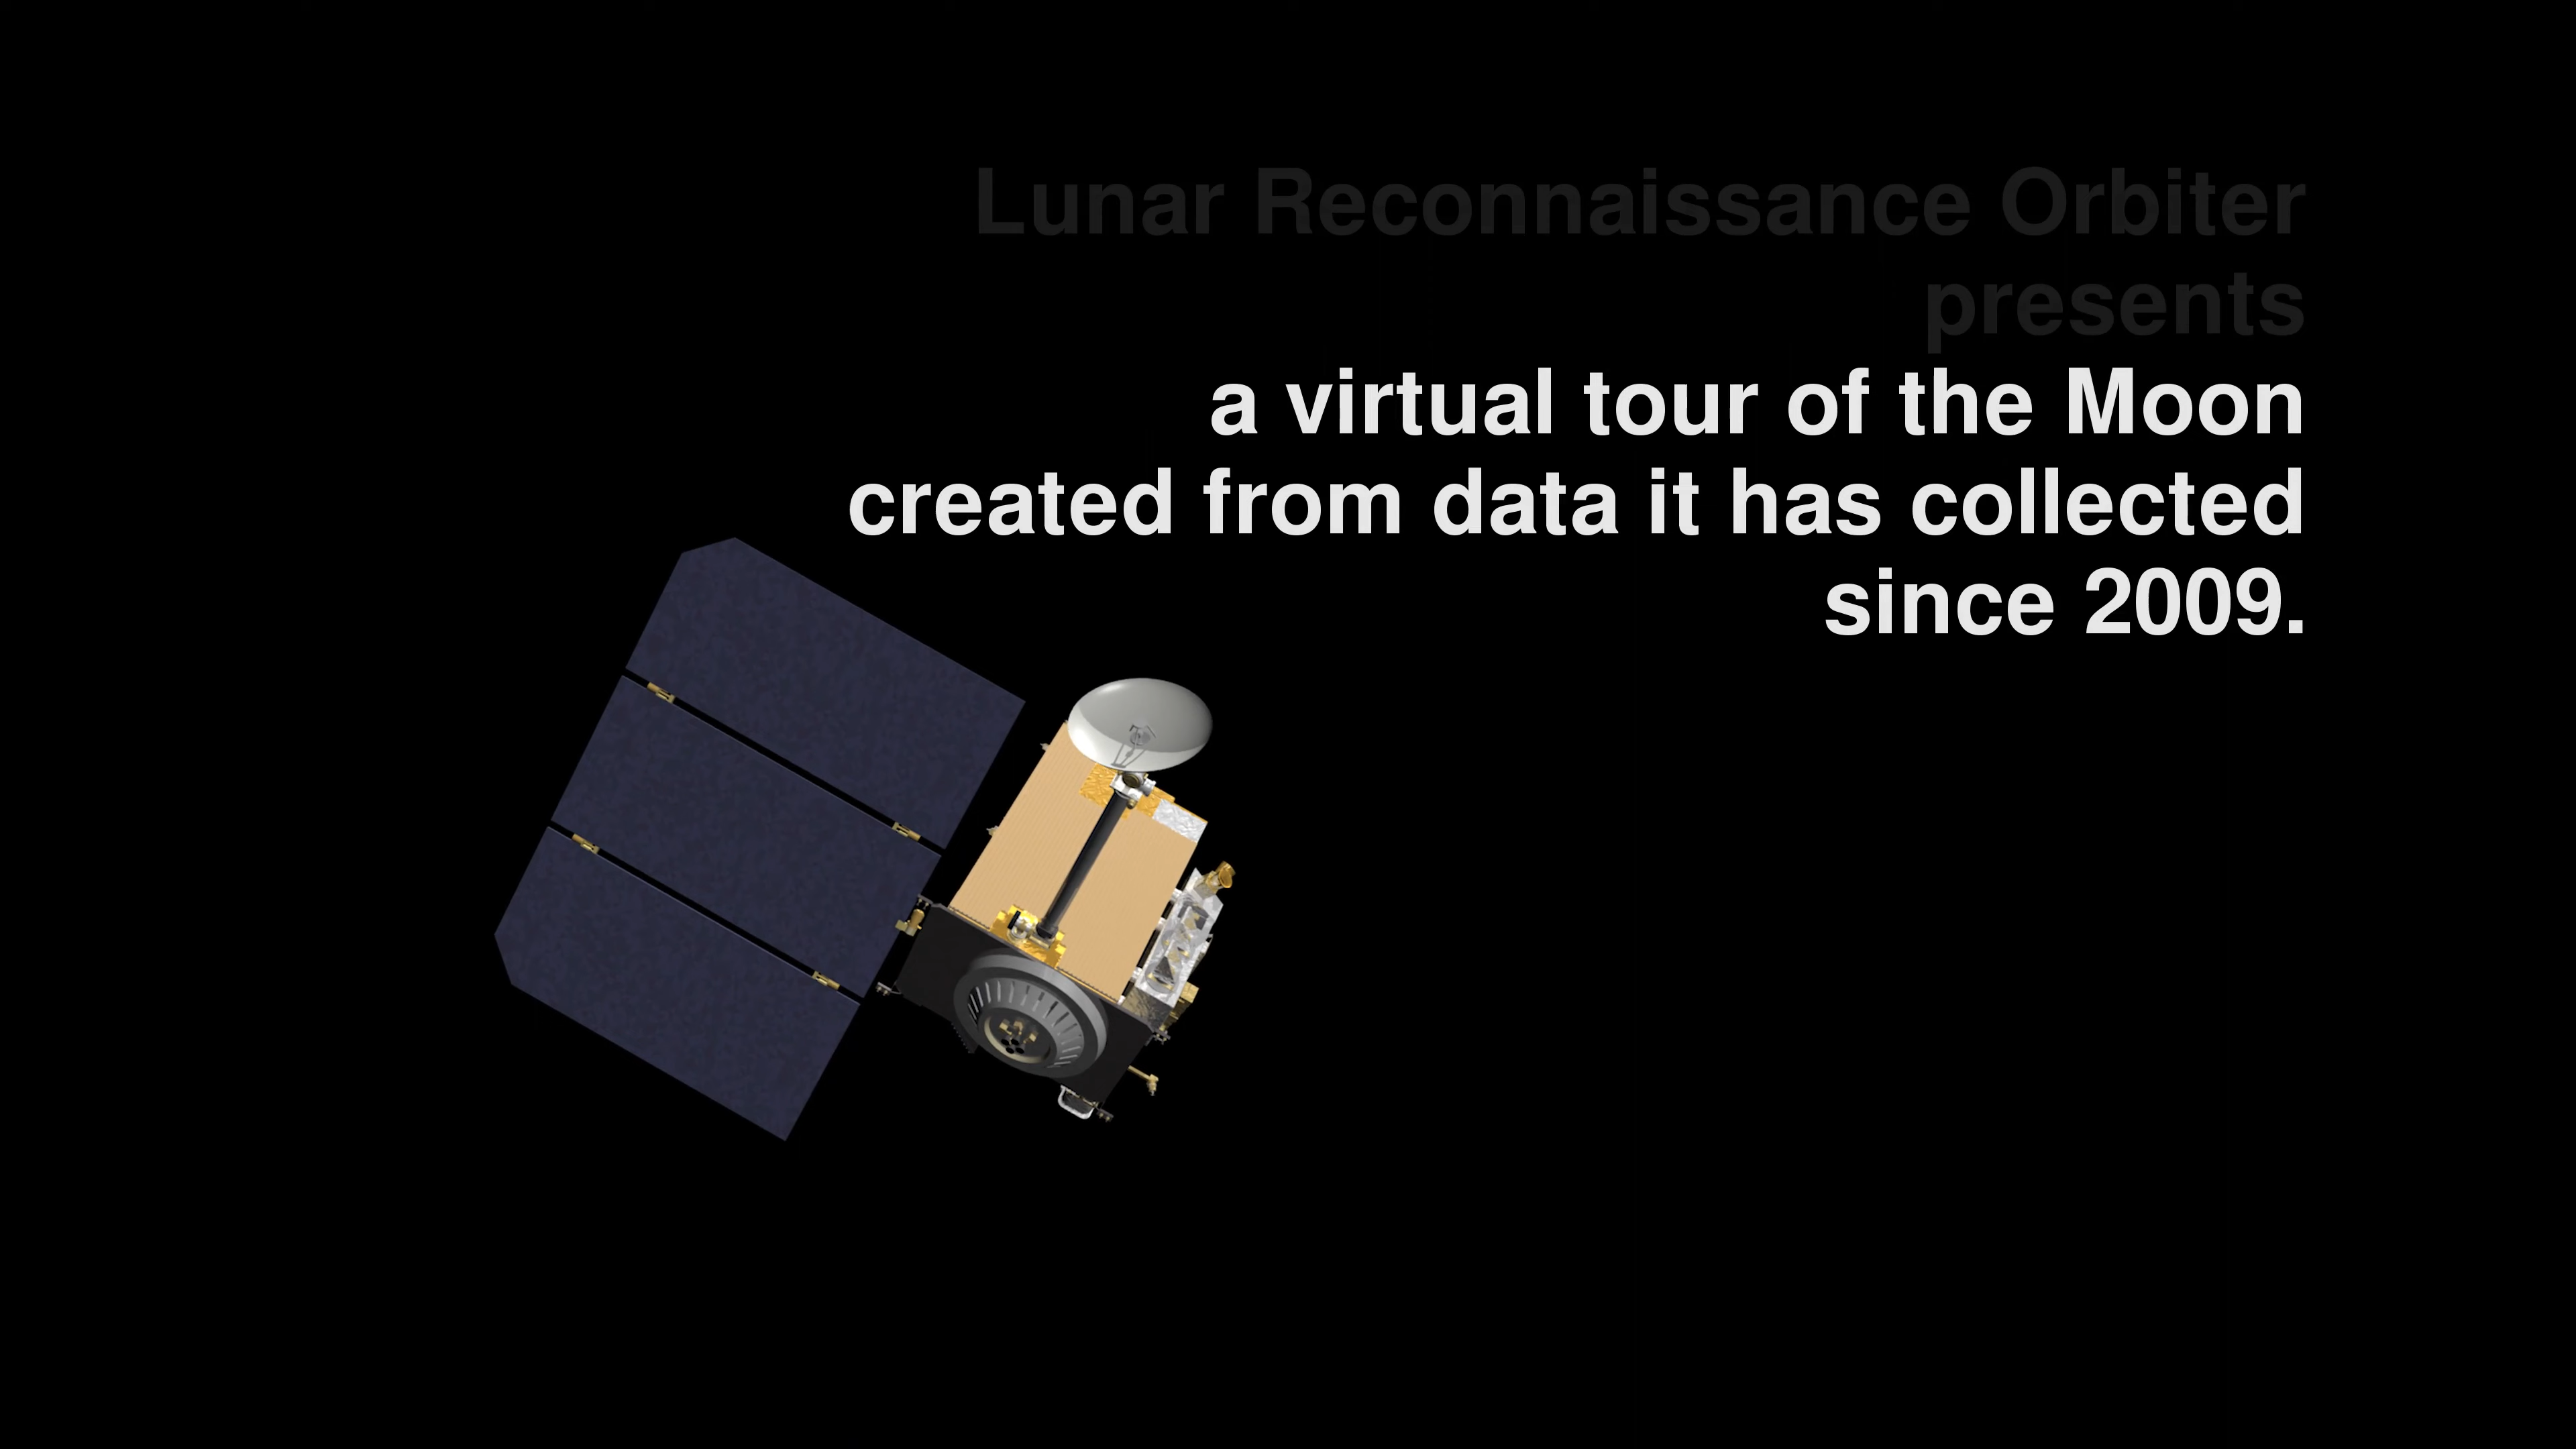 Lunar Reconnaissance Orbiter
presents
a virtual tour of the Moon
created from data it has collected
since 2009.